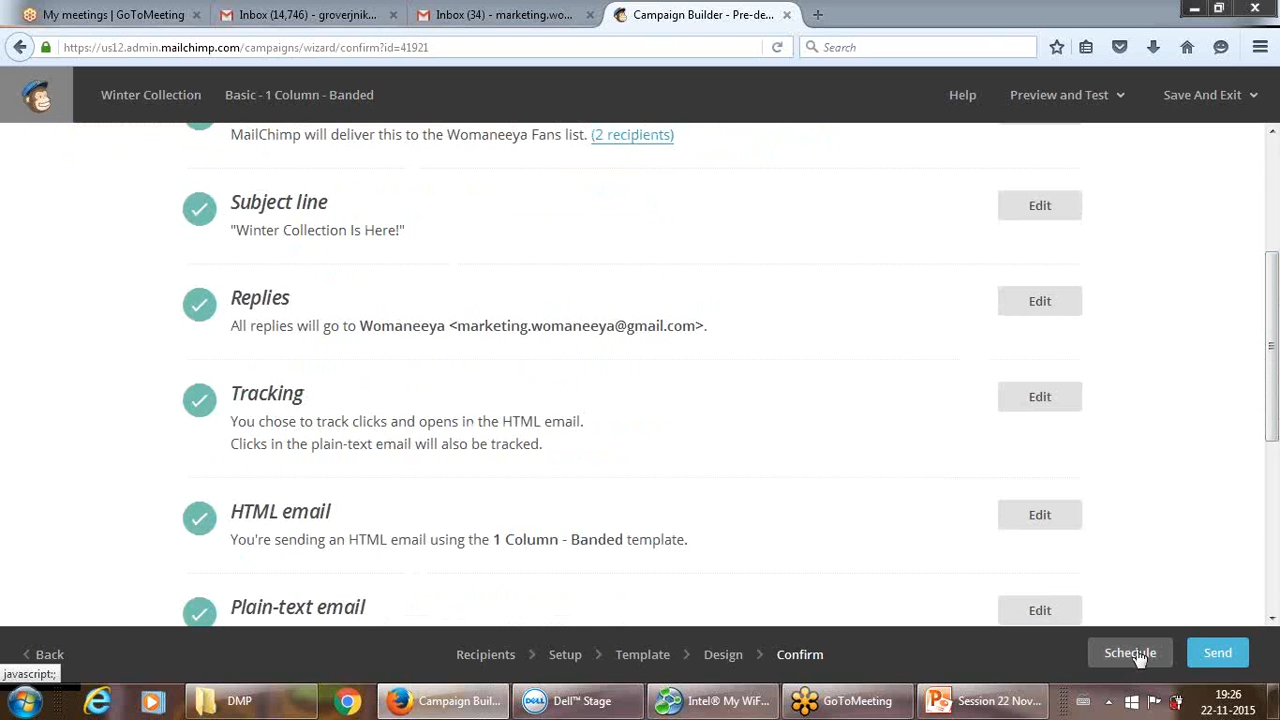 My meetings | GoToMeeting
Inbox (14,746) - grovejnik...
Inbox (34) - marketing.wo...
Campaign Builder - Pre-de...
https://us12.admin.mailchimp.com/campaigns/wizard/confirm?id=41921
Search
Winter Collection
Basic - 1 Column - Banded
Help
Preview and Test
Save And Exit
MailChimp will deliver this to the Womaneeya Fans list. (2 recipients)
Subject line
Edit
"Winter Collection Is Here!"
Replies
Edit
All replies will go to Womaneeya <marketing.womaneeya@gmail.com>.
Tracking
Edit
You chose to track clicks and opens in the HTML email.
Clicks in the plain-text email will also be tracked.
HTML email
Edit
You're sending an HTML email using the 1 Column - Banded template.
Plain-text email
Edit
Back
Recipients
Setup
Template
Design
Confirm
Schedule
Send
javascript:;
DMP
Campaign Buil...
Dell™ Stage
Intel® My WiF...
GoToMeeting
Session 22 Nov...
19:26
22-11-2015